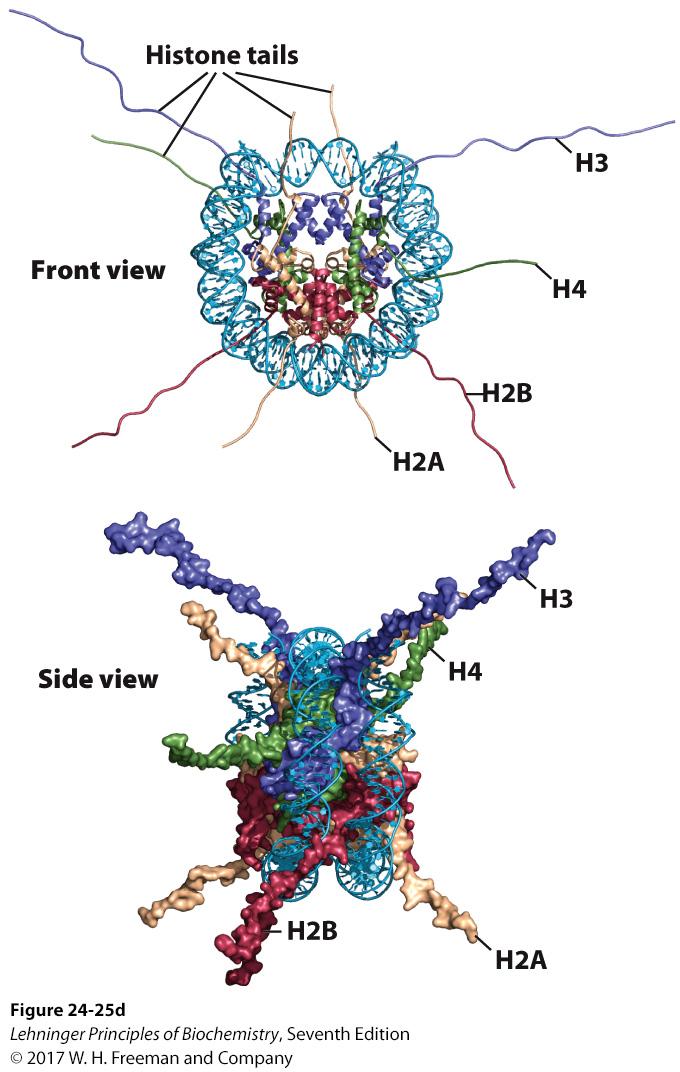 Histone tails
H3
Front view
H4
H2B
H2A
H3
H4
Side view
H2B
H2A
Figure 24-25d
Lehninger Principles of Biochemistry, Seventh Edition
© 2017 W. H. Freeman and Company